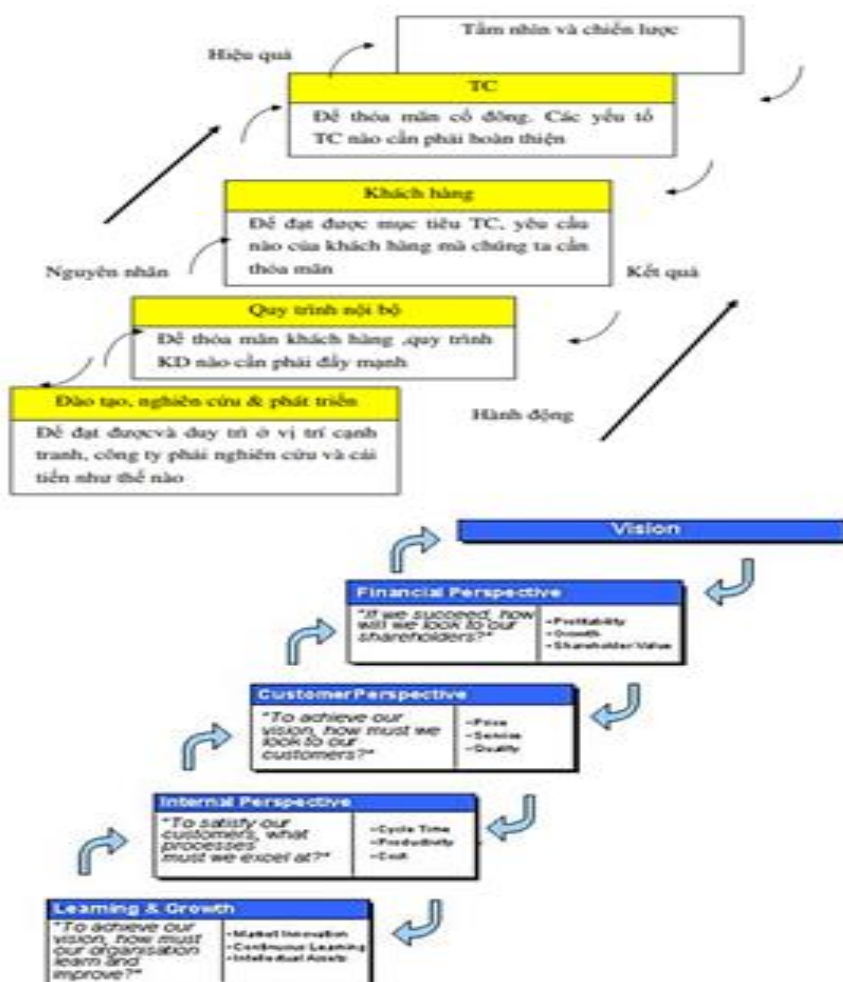 Tầm nhìn và chiến lược
Hiệu quả
TC
Để thỏa mãn cổ đông. Các yếu tố
TC nào cần phải hoàn thiện
Khách hàng
Để đạt được mục tiêu TC, yêu cầu
nào của khách hàng mà chúng ta cần
thỏa mãn
Nguyên nhân
Kết quả
Quy trình nội bộ
Để thỏa mãn khách hàng ,quy trình
KD nào cần phải đẩy mạnh
Đào tạo, nghiên cứu & phát triển
Hành động
Để đạt đượcvà duy trì ở vị trí cạnh
tranh, công ty phải nghiên cứu và cải
tiến như thế nào
Vision
Financial Perspective
"If we succeed, how
will we look to our
shareholders?"
-Profitability
-Growth
-Shareholder Value
CustomerPerspective
"To achieve our
vision, how must we
look to our
customers?"
-Price
-Service
-Quality
Internal Perspective
"To satisfy our
customers, what
processes
must we excel at?"
-Cycle Time
-Productivity
-Cost
Learning & Growth
"To achieve our
vision, how must
our organisation
learn and
improve?"
-Market Innovation
-Continuous Learning
-Intellectual Assets